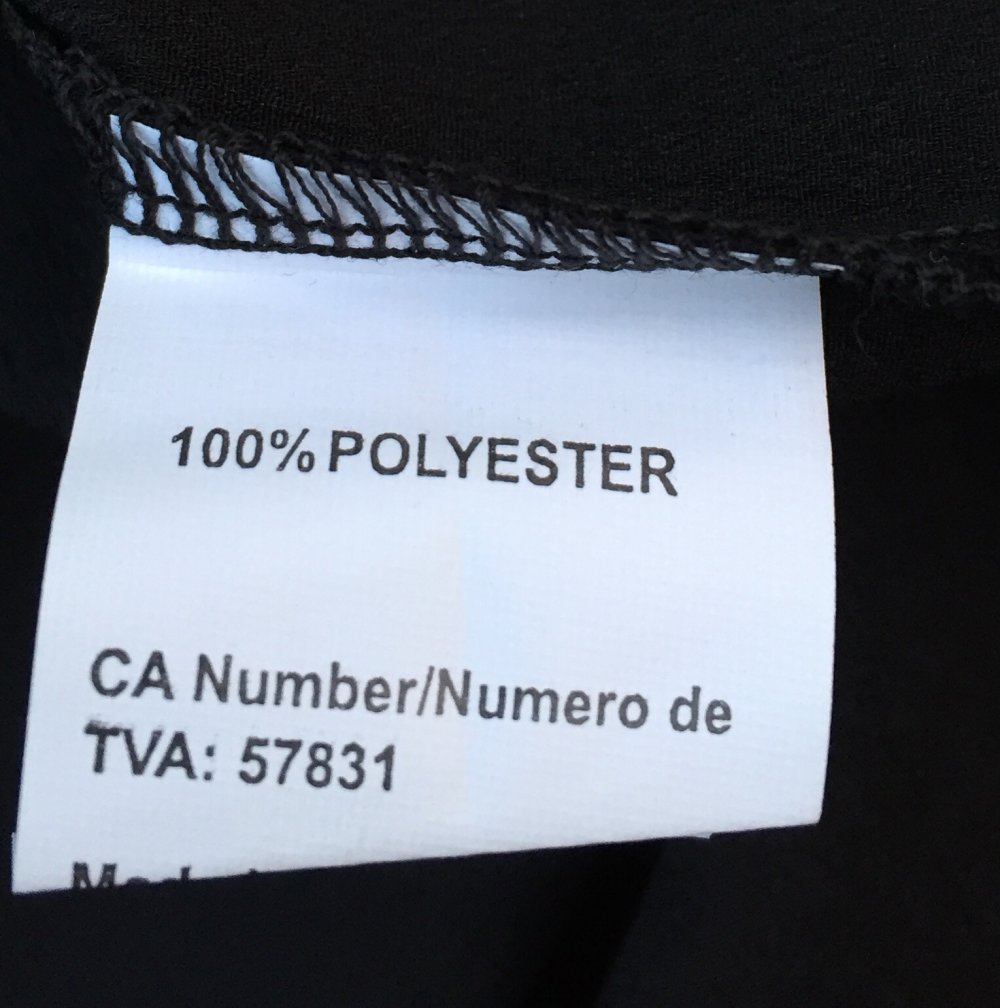 100% POLYESTER
CA Number/Numero de
TVA: 57831